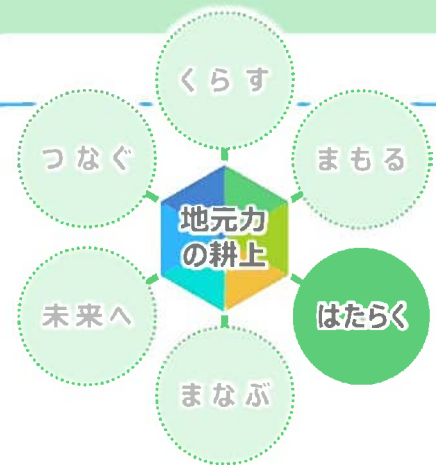 くらす
つなぐ
まもる
地元力
の耕上
未来へ
はたらく
まなぶ